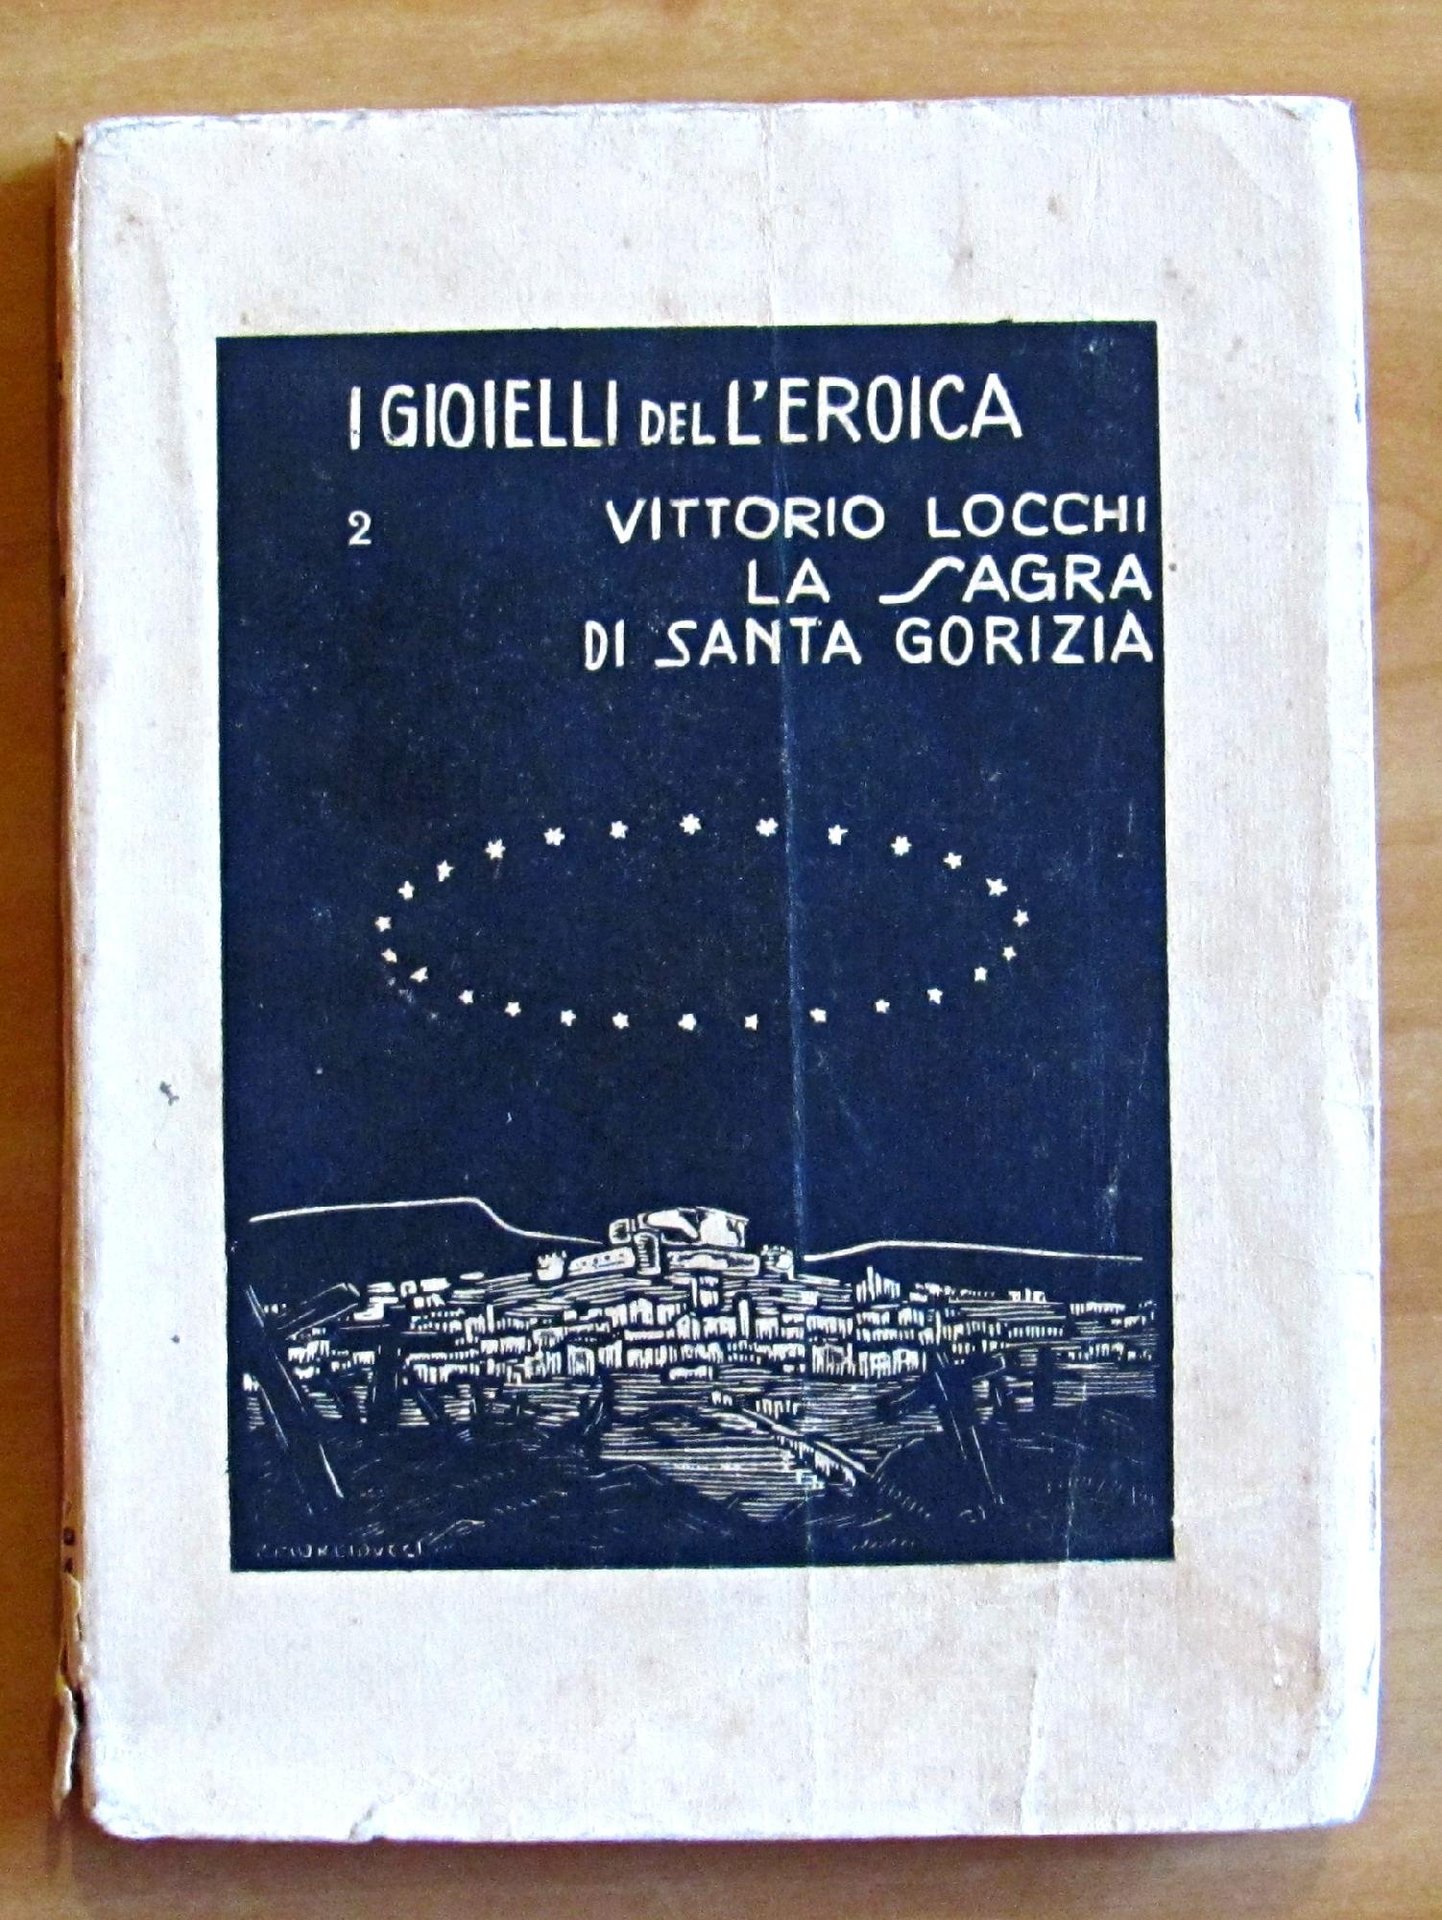 I GIOIELLI DEL L'EROICA
2
VITTORIO LOCCHI
LA SAGRA
DI SANTA GORIZIA